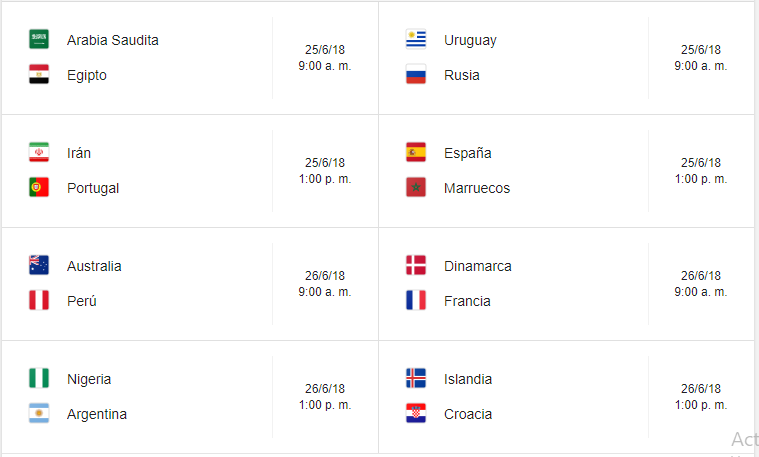 Arabia Saudita
Egipto
25/6/18
9:00 a. m.
Uruguay
Rusia
25/6/18
9:00 a. m.
Irán
Portugal
25/6/18
1:00 p. m.
España
Marruecos
25/6/18
1:00 p. m.
Australia
Perú
26/6/18
9:00 a. m.
Dinamarca
Francia
26/6/18
9:00 a. m.
Nigeria
Argentina
26/6/18
1:00 p. m.
Islandia
Croacia
26/6/18
1:00 p. m.
Act